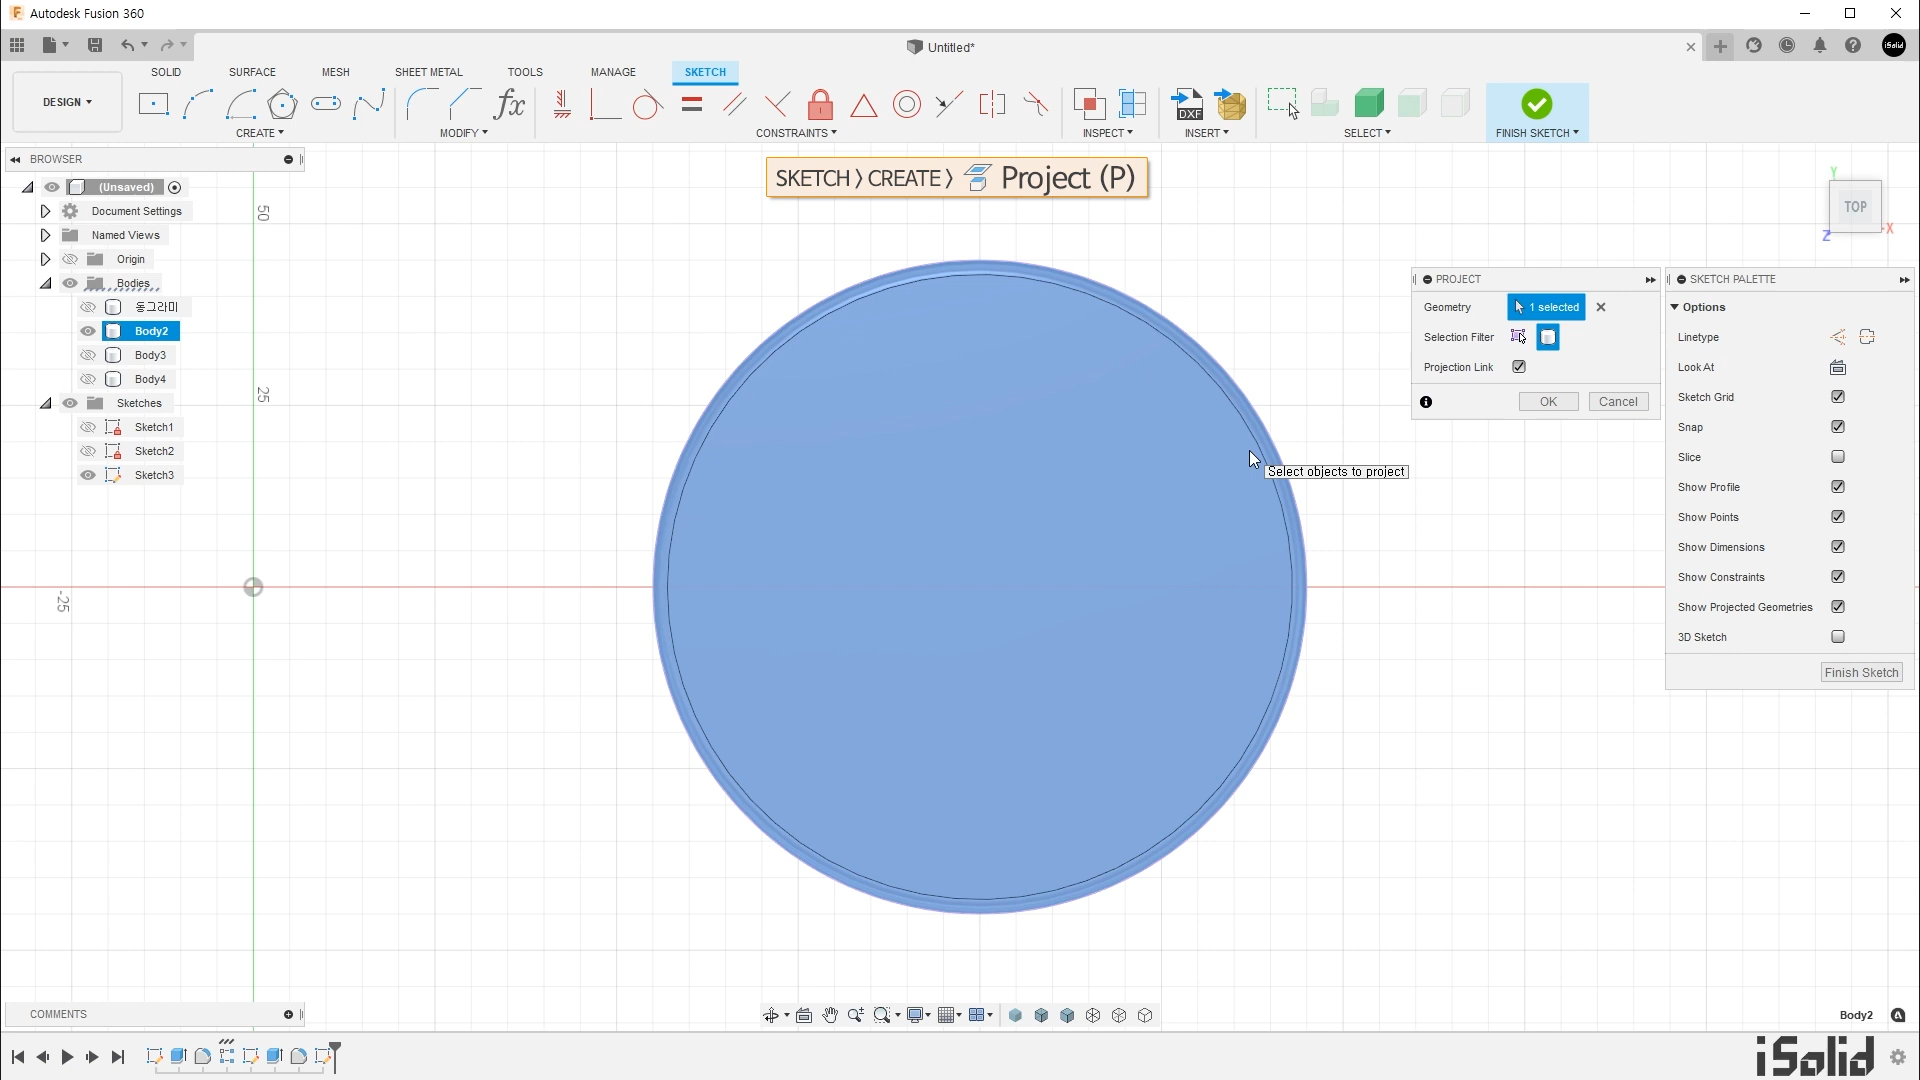 Autodesk Fusion 360
Untitled*
iSolid
DESIGN
SOLID
SURFACE
MESH
SHEET METAL
TOOLS
MANAGE
SKETCH
fx
DXF
CREATE
MODIFY
CONSTRAINTS
INSPECT
INSERT
SELECT
FINISH SKETCH
BROWSER
(Unsaved)
Document Settings
Named Views
Origin
Bodies
동그라미
Body2
Body3
Body4
Sketches
Sketch1
Sketch2
Sketch3
50
25
-25
SKETCH 〉 CREATE 〉 Project (P)
Y
TOP
X
Z
PROJECT
Geometry
1 selected
Selection Filter
Projection Link
OK
Cancel
Select objects to project
SKETCH PALETTE
Options
Linetype
Look At
Sketch Grid
Snap
Slice
Show Profile
Show Points
Show Dimensions
Show Constraints
Show Projected Geometries
3D Sketch
Finish Sketch
COMMENTS
Body2
iSolid